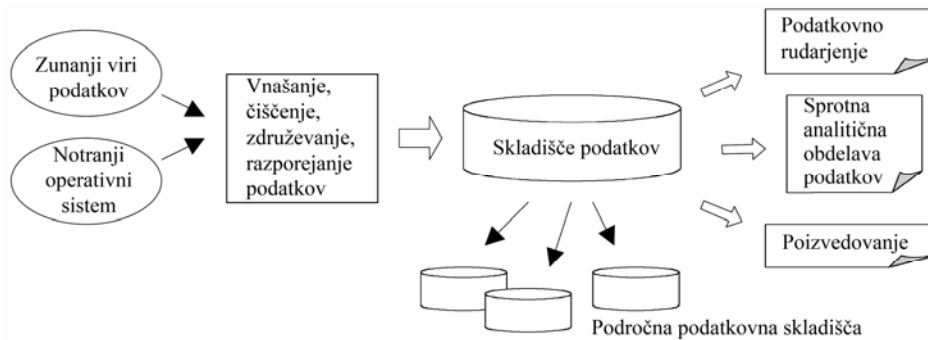 Zunanji viri
podatkov
Notranji
operativni
sistem
Vnašanje,
čiščenje,
združevanje,
razporejanje
podatkov
Skladišče podatkov
Področna podatkovna skladišča
Podatkovno
rudarjenje
Sprotna
analitična
obdelava
podatkov
Poizvedovanje